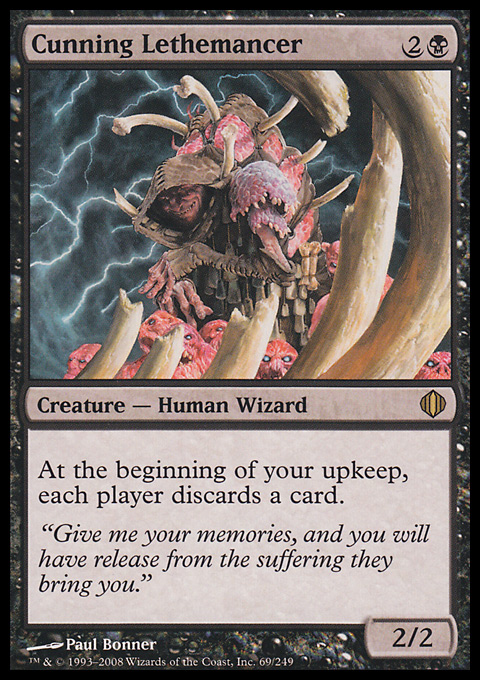 Cunning Lethemancer 2
Creature — Human Wizard
At the beginning of your upkeep,
each player discards a card.
“Give me your memories, and you will
have release from the suffering they
bring you.”
Paul Bonner
2/2
™ & © 1993–2008 Wizards of the Coast, Inc. 69/249